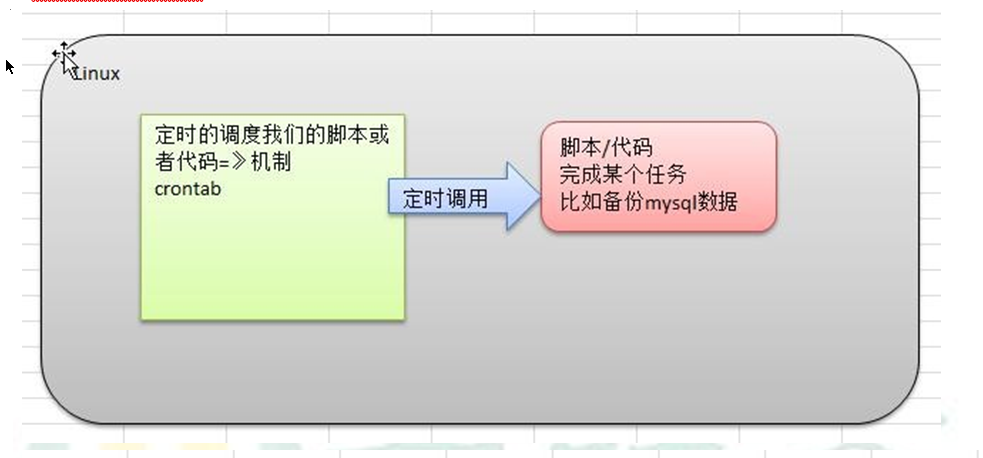 Linux
定时的调度我们的脚本或
者代码=》机制
crontab
定时调用
脚本/代码
完成某个任务
比如备份mysql数据